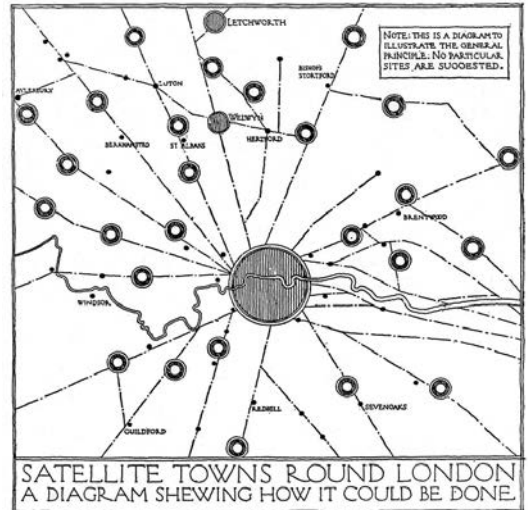 LETCHWORTH
NOTE: THIS IS A DIAGRAM TO
ILLUSTRATE THE GENERAL
PRINCIPLE: NO PARTICULAR
SITES ARE SUGGESTED.
BISHOP'S
STORTFORD
LUTON
AYLESBURY
WELWYN
HERTFORD
BERKHAMSTED
ST ALBANS
BRENTWOOD
WINDSOR
SEVENOAKS
REDHILL
GUILDFORD
SATELLITE TOWNS ROUND LONDON
A DIAGRAM SHEWING HOW IT COULD BE DONE